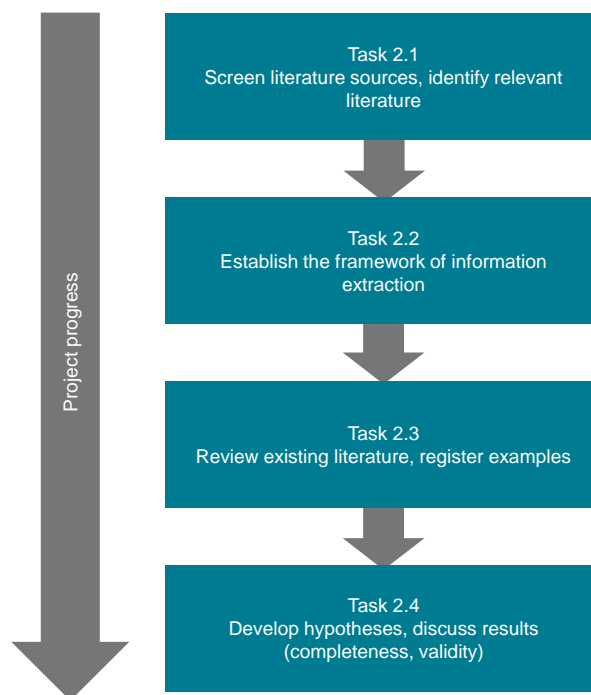 Task 2.1
Screen literature sources, identify relevant
literature
Task 2.2
Establish the framework of information
extraction
Project progress
Task 2.3
Review existing literature, register examples
Task 2.4
Develop hypotheses, discuss results
(completeness, validity)